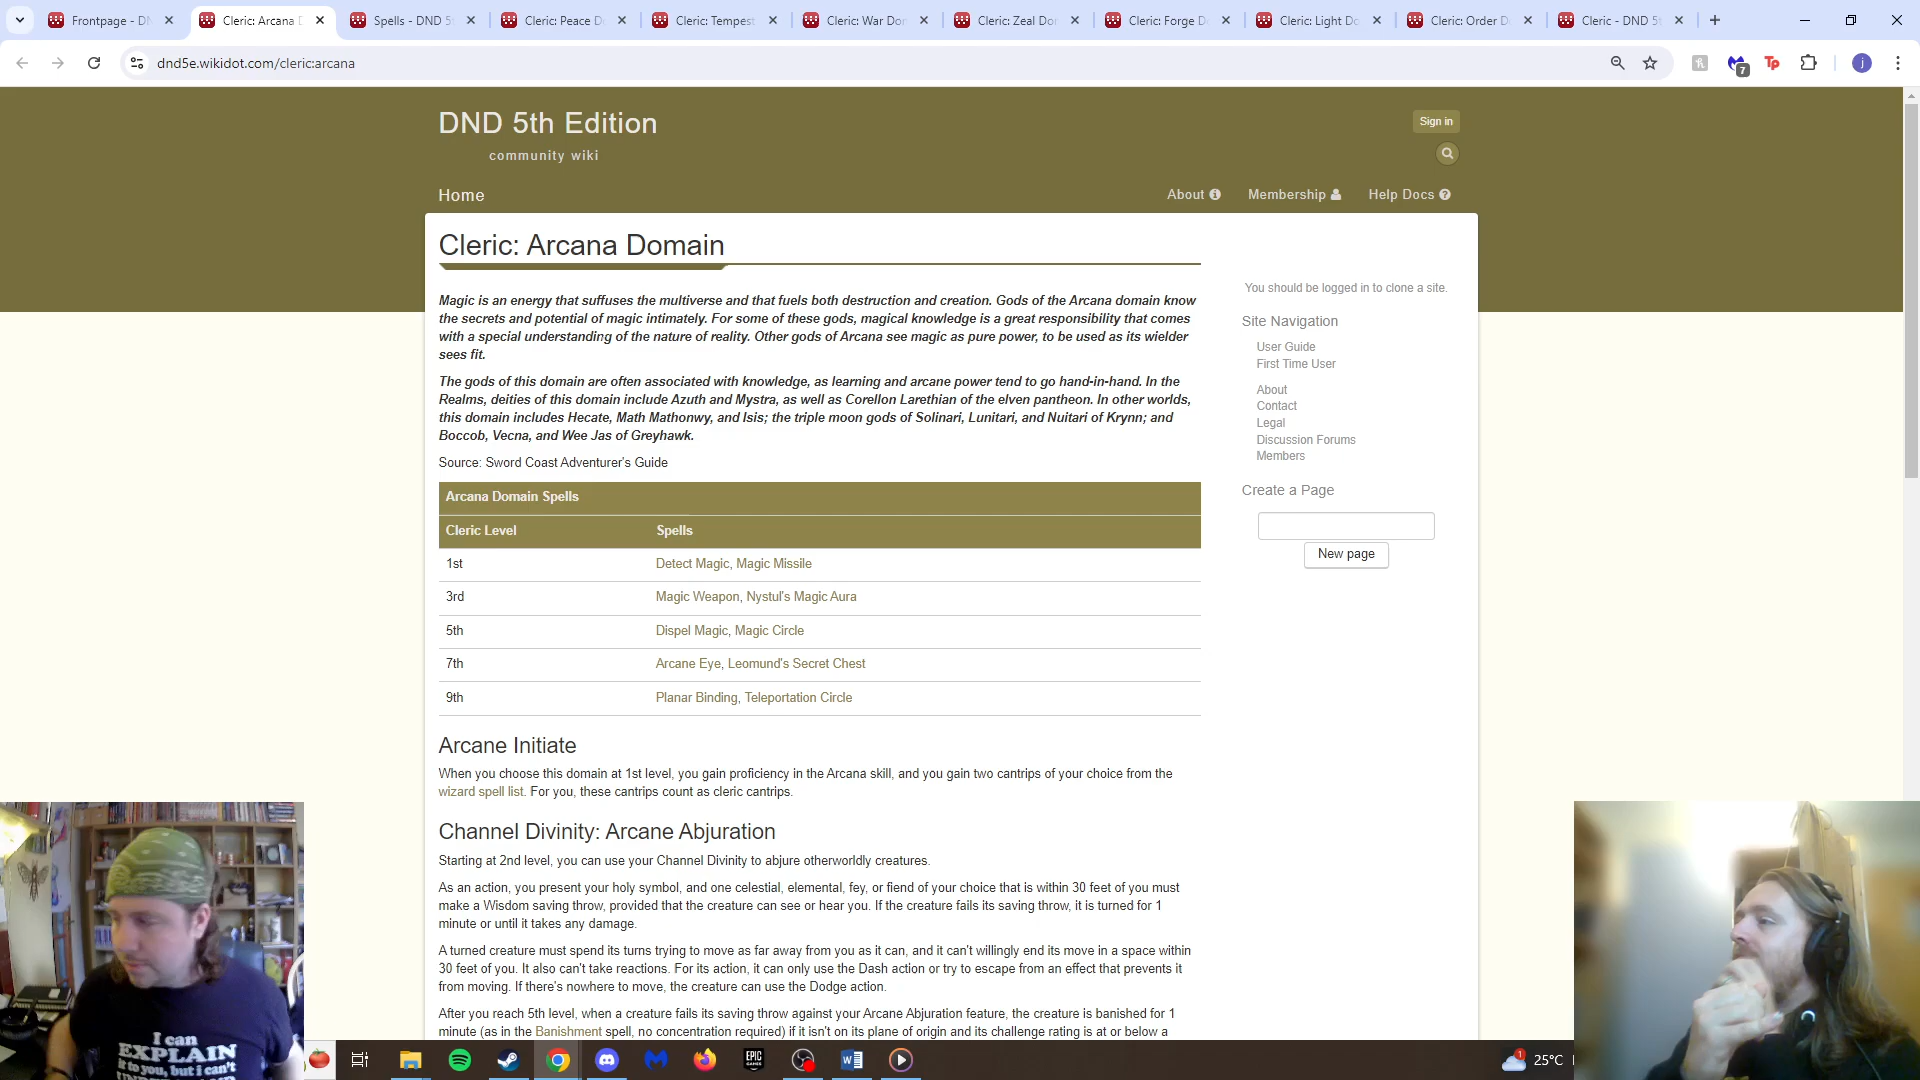 Frontpage - DN
Cleric: Arcana D
Spells - DND 5t
Cleric: Peace Do
Cleric: Tempest
Cleric: War Dom
Cleric: Zeal Dom
Cleric: Forge Do
Cleric: Light Do
Cleric: Order D
Cleric - DND 5t
dnd5e.wikidot.com/cleric:arcana
7
Tp
j
DND 5th Edition
community wiki
Sign in
Home
About
Membership
Help Docs
Cleric: Arcana Domain
Magic is an energy that suffuses the multiverse and that fuels both destruction and creation. Gods of the Arcana domain know
the secrets and potential of magic intimately. For some of these gods, magical knowledge is a great responsibility that comes
with a special understanding of the nature of reality. Other gods of Arcana see magic as pure power, to be used as its wielder
sees fit.
The gods of this domain are often associated with knowledge, as learning and arcane power tend to go hand-in-hand. In the
Realms, deities of this domain include Azuth and Mystra, as well as Corellon Larethian of the elven pantheon. In other worlds,
this domain includes Hecate, Math Mathonwy, and Isis; the triple moon gods of Solinari, Lunitari, and Nuitari of Krynn; and
Boccob, Vecna, and Wee Jas of Greyhawk.
Source: Sword Coast Adventurer's Guide
Arcana Domain Spells
Cleric Level Spells
1st Detect Magic, Magic Missile
3rd Magic Weapon, Nystul's Magic Aura
5th Dispel Magic, Magic Circle
7th Arcane Eye, Leomund's Secret Chest
9th Planar Binding, Teleportation Circle
Arcane Initiate
When you choose this domain at 1st level, you gain proficiency in the Arcana skill, and you gain two cantrips of your choice from the
wizard spell list. For you, these cantrips count as cleric cantrips.
Channel Divinity: Arcane Abjuration
Starting at 2nd level, you can use your Channel Divinity to abjure otherworldly creatures.
As an action, you present your holy symbol, and one celestial, elemental, fey, or fiend of your choice that is within 30 feet of you must
make a Wisdom saving throw, provided that the creature can see or hear you. If the creature fails its saving throw, it is turned for 1
minute or until it takes any damage.
A turned creature must spend its turns trying to move as far away from you as it can, and it can't willingly end its move in a space within
30 feet of you. It also can't take reactions. For its action, it can only use the Dash action or try to escape from an effect that prevents it
from moving. If there's nowhere to move, the creature can use the Dodge action.
After you reach 5th level, when a creature fails its saving throw against your Arcane Abjuration feature, the creature is banished for 1
minute (as in the Banishment spell, no concentration required) if it isn't on its plane of origin and its challenge rating is at or below a
You should be logged in to clone a site.
Site Navigation
User Guide
First Time User
About
Contact
Legal
Discussion Forums
Members
Create a Page
New page
I can
EXPLAIN
it to you, but i can't
EPIC
GAMES
1
25°C